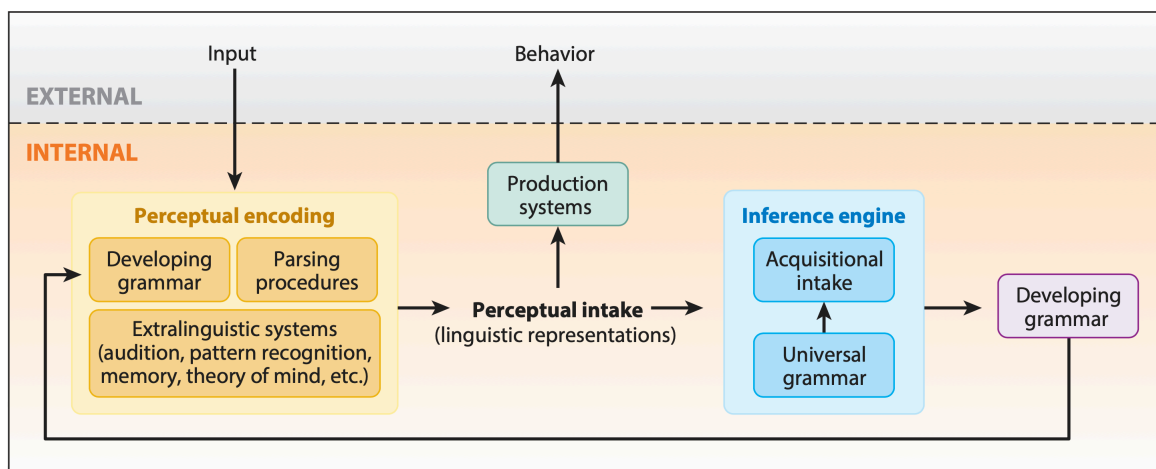 Input
Behavior
EXTERNAL
INTERNAL
Perceptual encoding
Developing
grammar
Parsing
procedures
Extralinguistic systems
(audition, pattern recognition,
memory, theory of mind, etc.)
Production
systems
Perceptual intake
(linguistic representations)
Inference engine
Acquisitional
intake
Universal
grammar
Developing
grammar